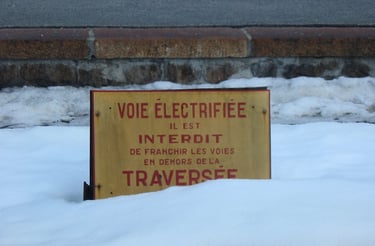 VOIE ÉLECTRIFIÉE
IL EST
INTERDIT
DE FRANCHIR LES VOIES
EN DEHORS DE LA
TRAVERSÉE